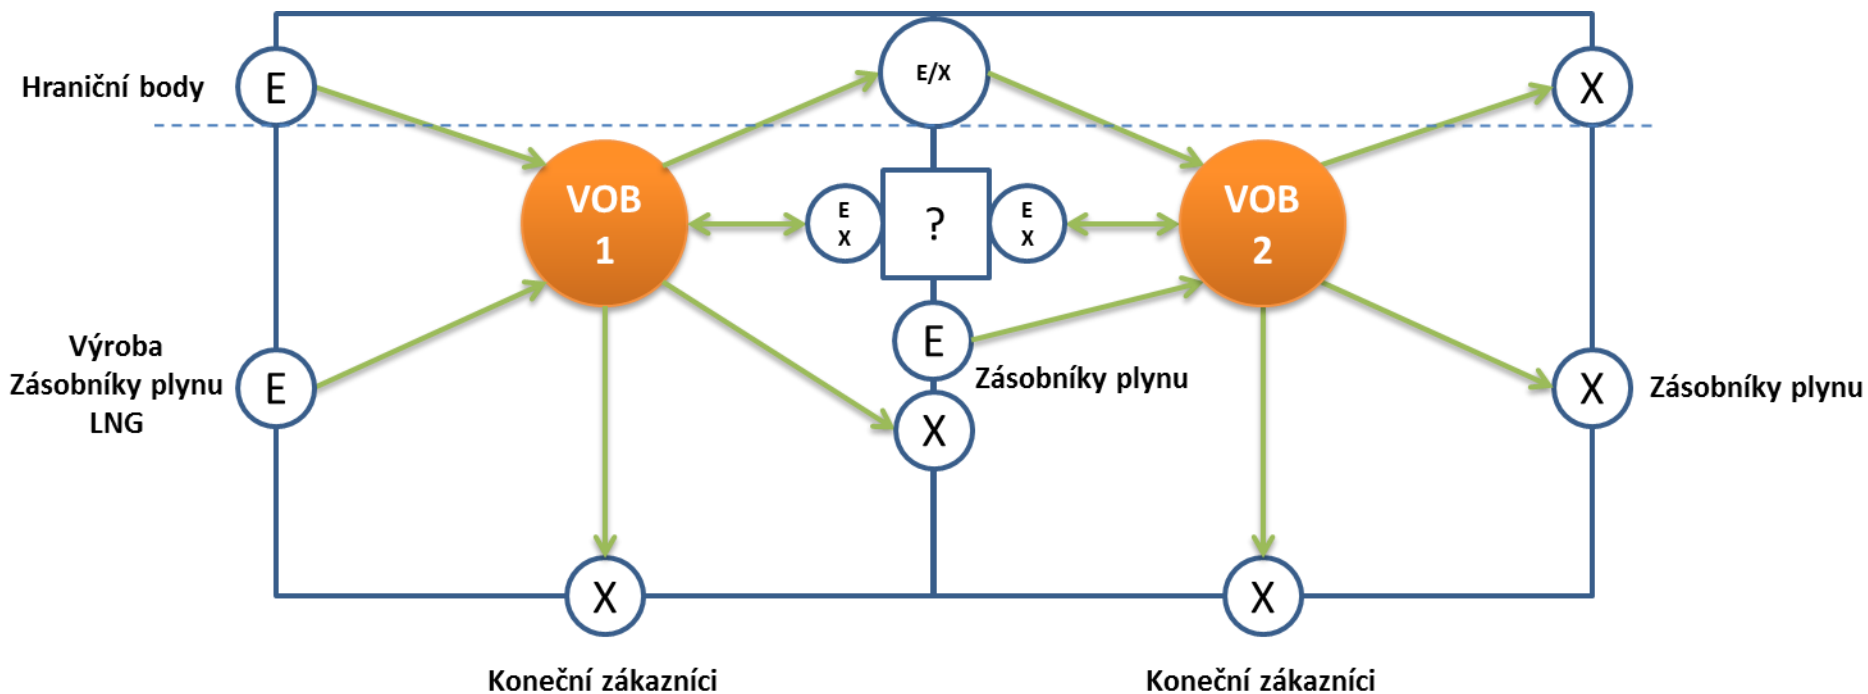 Hraniční body
E
E/X
X
VOB
1
E
X
?
E
X
VOB
2
Výroba
Zásobníky plynu
LNG
E
E
Zásobníky plynu
X
X
Zásobníky plynu
X
X
Koneční zákazníci
Koneční zákazníci